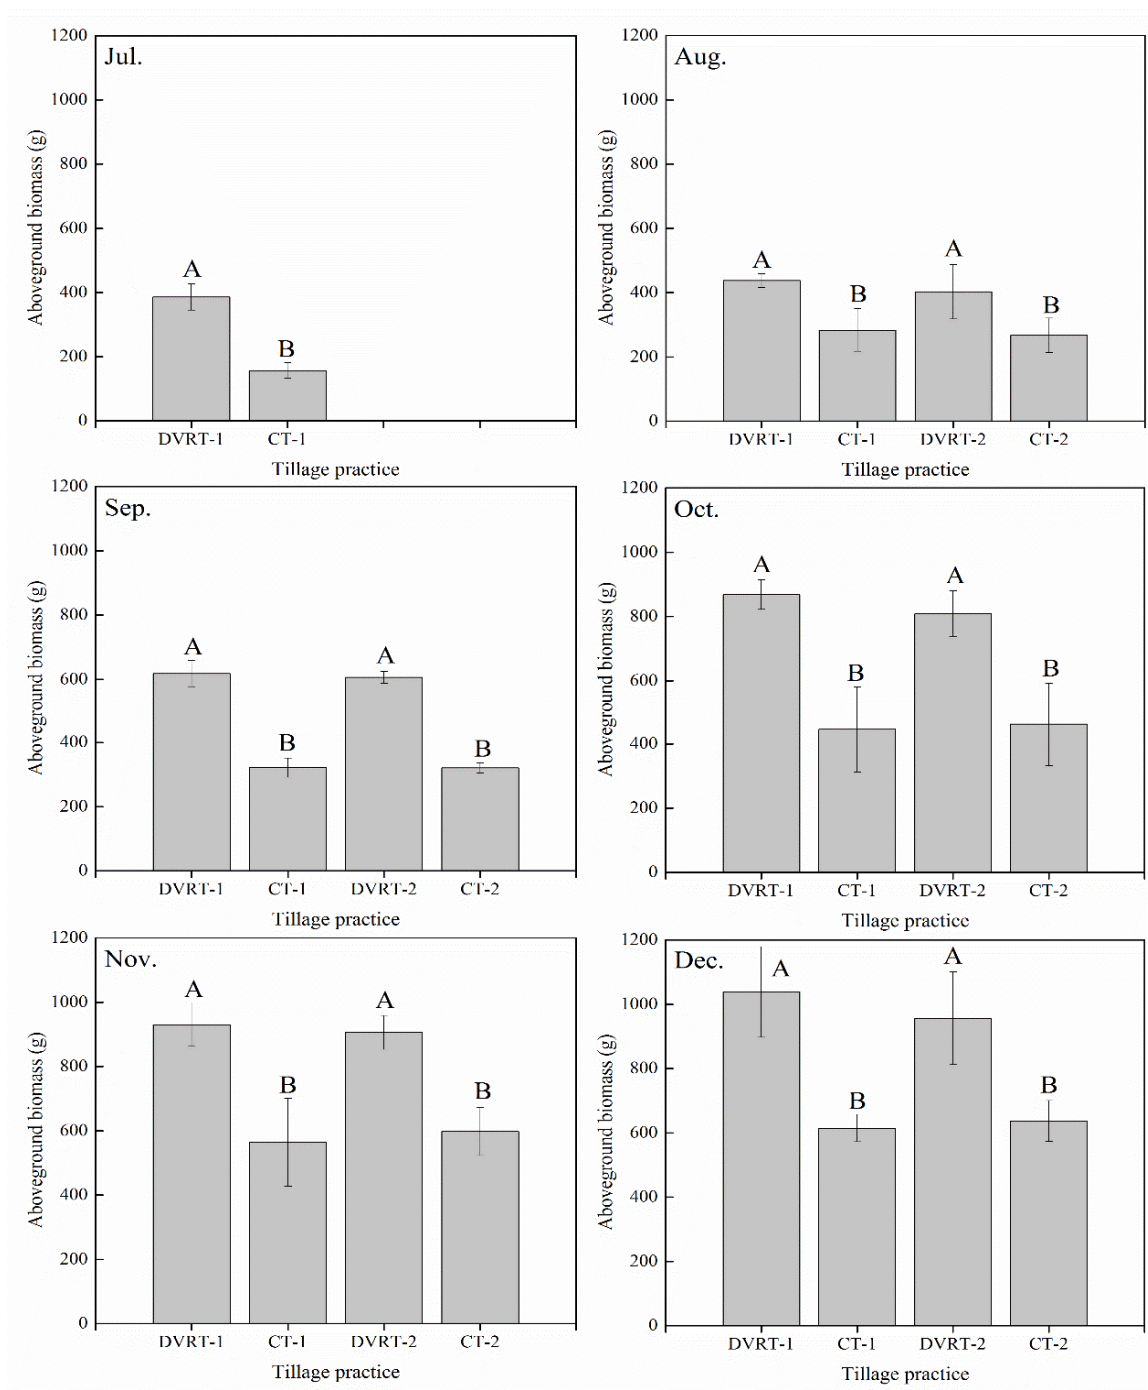 Jul.
Aboveground biomass (g)
1200
1000
800
600
400
200
0
A
B
DVRT-1 CT-1
Tillage practice
Aug.
Aboveground biomass (g)
1200
1000
800
600
400
200
0
A B A B
DVRT-1 CT-1 DVRT-2 CT-2
Tillage practice
Sep.
Aboveground biomass (g)
1200
1000
800
600
400
200
0
A B A B
DVRT-1 CT-1 DVRT-2 CT-2
Tillage practice
Oct.
Aboveground biomass (g)
1200
1000
800
600
400
200
0
A B A B
DVRT-1 CT-1 DVRT-2 CT-2
Tillage practice
Nov.
Aboveground biomass (g)
1200
1000
800
600
400
200
0
A B A B
DVRT-1 CT-1 DVRT-2 CT-2
Tillage practice
Dec.
Aboveground biomass (g)
1200
1000
800
600
400
200
0
A B A B
DVRT-1 CT-1 DVRT-2 CT-2
Tillage practice